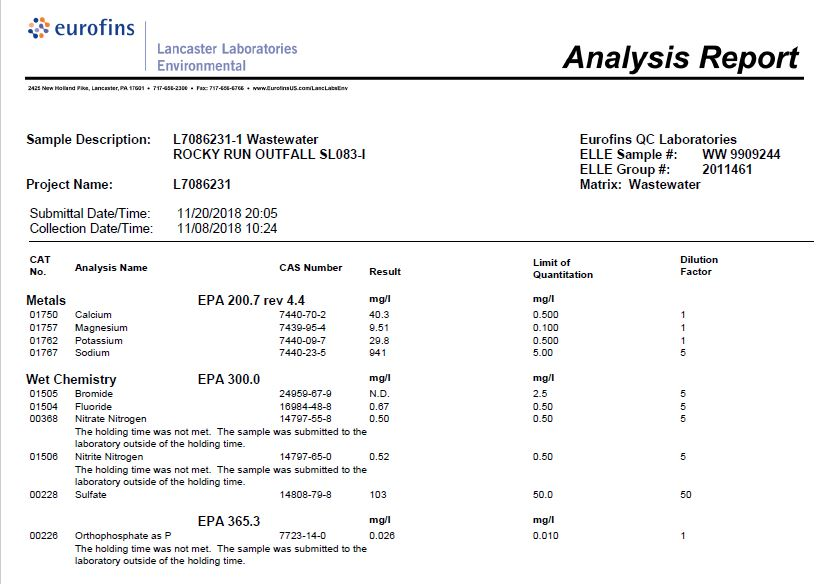 eurofins
Lancaster Laboratories
Environmental
Analysis Report
2425 New Holland Pike, Lancaster, PA 17601 • 717-656-2300 • Fax: 717-656-6766 • www.EurofinsUS.com/LancLabsEnv
Sample Description: L7086231-1 Wastewater
ROCKY RUN OUTFALL SL083-I
Project Name: L7086231
Eurofins QC Laboratories
ELLE Sample #: WW 9909244
ELLE Group #: 2011461
Matrix: Wastewater
Submittal Date/Time: 11/20/2018 20:05
Collection Date/Time: 11/08/2018 10:24
CAT No. Analysis Name CAS Number Result Limit of Quantitation Dilution Factor
Metals EPA 200.7 rev 4.4 mg/l mg/l
01750 Calcium 7440-70-2 40.3 0.500 1
01757 Magnesium 7439-95-4 9.51 0.100 1
01762 Potassium 7440-09-7 29.8 0.500 1
01767 Sodium 7440-23-5 941 5.00 5
Wet Chemistry EPA 300.0 mg/l mg/l
01505 Bromide 24959-67-9 N.D. 2.5 5
01504 Fluoride 16984-48-8 0.67 0.50 5
00368 Nitrate Nitrogen 14797-55-8 0.50 0.50 5
The holding time was not met. The sample was submitted to the
laboratory outside of the holding time.
01506 Nitrite Nitrogen 14797-65-0 0.52 0.50 5
The holding time was not met. The sample was submitted to the
laboratory outside of the holding time.
00228 Sulfate 14808-79-8 103 50.0 50
EPA 365.3 mg/l mg/l
00226 Orthophosphate as P 7723-14-0 0.026 0.010 1
The holding time was not met. The sample was submitted to the
laboratory outside of the holding time.